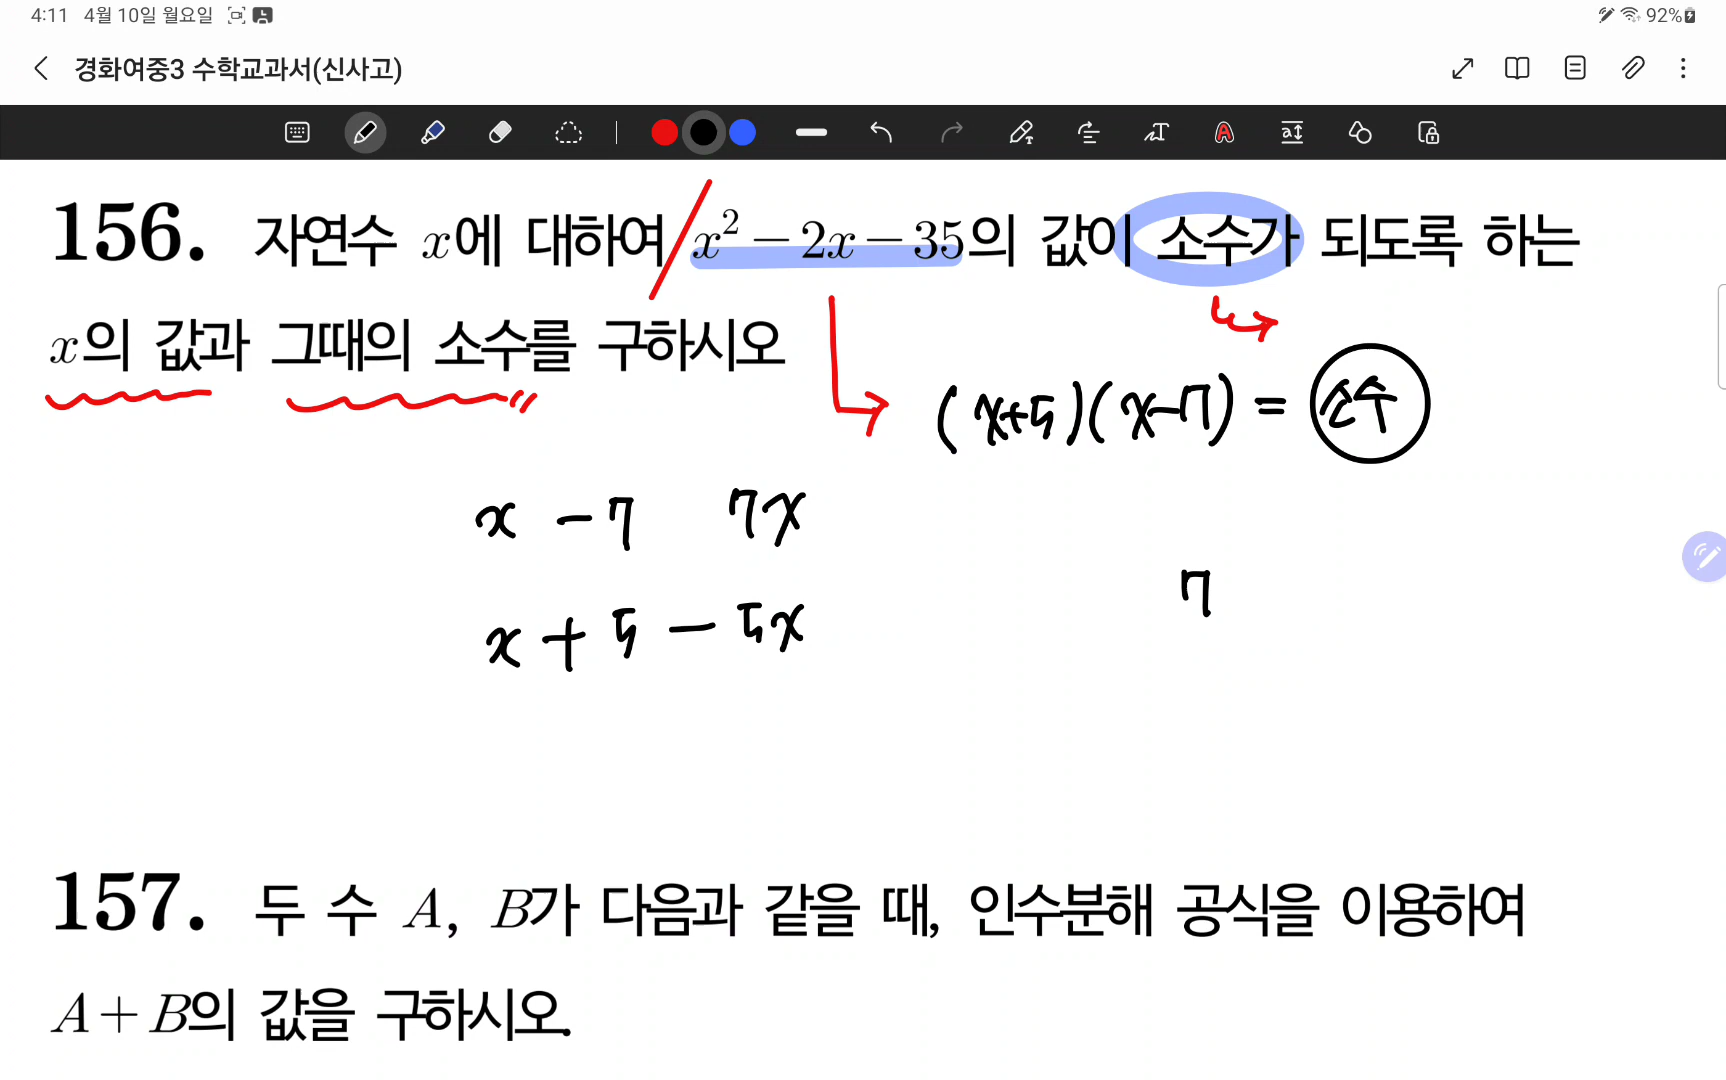 4:11 4월 10일 월요일 92%
경화여중3 수학교과서(신사고)
156. 자연수 x에 대하여 x² − 2x − 35의 값이 소수가 되도록 하는
x의 값과 그때의 소수를 구하시오
(x+5)(x−7) = 소수
x − 7 7x
7
x + 5 − 5x
157. 두 수 A, B가 다음과 같을 때, 인수분해 공식을 이용하여
A+B의 값을 구하시오.